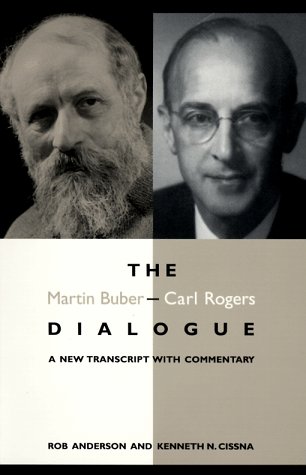 THE
Martin Buber – Carl Rogers
DIALOGUE
A NEW TRANSCRIPT WITH COMMENTARY
ROB ANDERSON AND KENNETH N. CISSNA